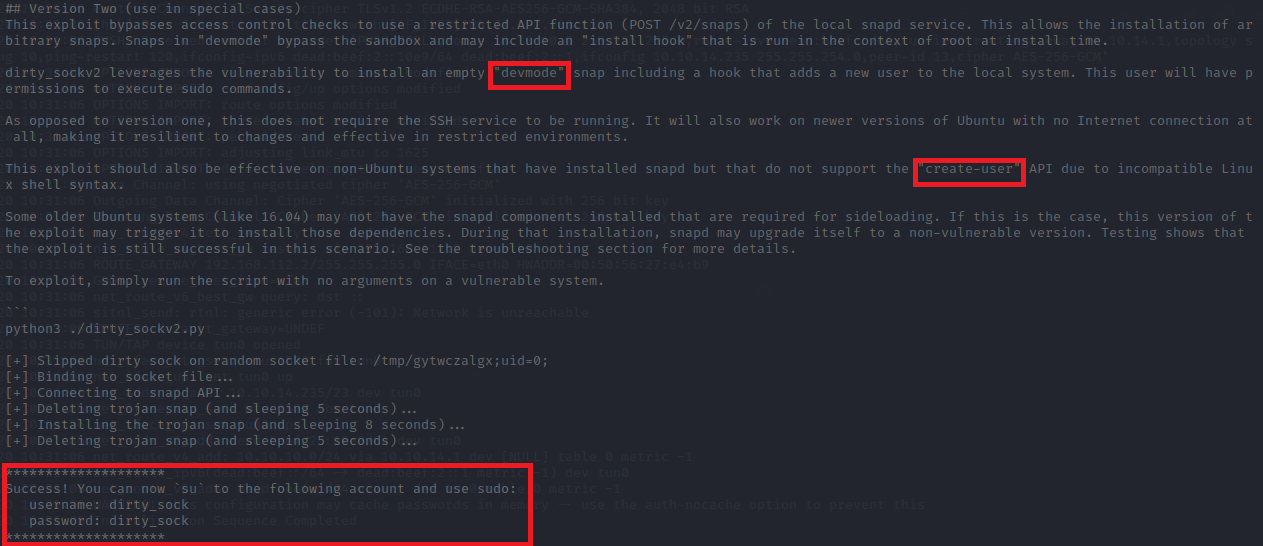 ## Version Two (use in special cases)
This exploit bypasses access control checks to use a restricted API function (POST /v2/snaps) of the local snapd service. This allows the installation of ar
bitrary snaps. Snaps in "devmode" bypass the sandbox and may include an "install hook" that is run in the context of root at install time.
dirty_sockv2 leverages the vulnerability to install an empty "devmode" snap including a hook that adds a new user to the local system. This user will have p
ermissions to execute sudo commands.
As opposed to version one, this does not require the SSH service to be running. It will also work on newer versions of Ubuntu with no Internet connection at
 all, making it resilient to changes and effective in restricted environments.
This exploit should also be effective on non-Ubuntu systems that have installed snapd but that do not support the "create-user" API due to incompatible Linu
x shell syntax.
Some older Ubuntu systems (like 16.04) may not have the snapd components installed that are required for sideloading. If this is the case, this version of t
he exploit may trigger it to install those dependencies. During that installation, snapd may upgrade itself to a non-vulnerable version. Testing shows that
the exploit is still successful in this scenario. See the troubleshooting section for more details.
To exploit, simply run the script with no arguments on a vulnerable system.
```
python3 ./dirty_sockv2.py
[+] Slipped dirty sock on random socket file: /tmp/gytwczalgx;uid=0;
[+] Binding to socket file...
[+] Connecting to snapd API...
[+] Deleting trojan snap (and sleeping 5 seconds)...
[+] Installing the trojan snap (and sleeping 8 seconds)...
[+] Deleting trojan snap (and sleeping 5 seconds)...
********************
Success! You can now `su` to the following account and use sudo:
username: dirty_sock
password: dirty_sock
********************